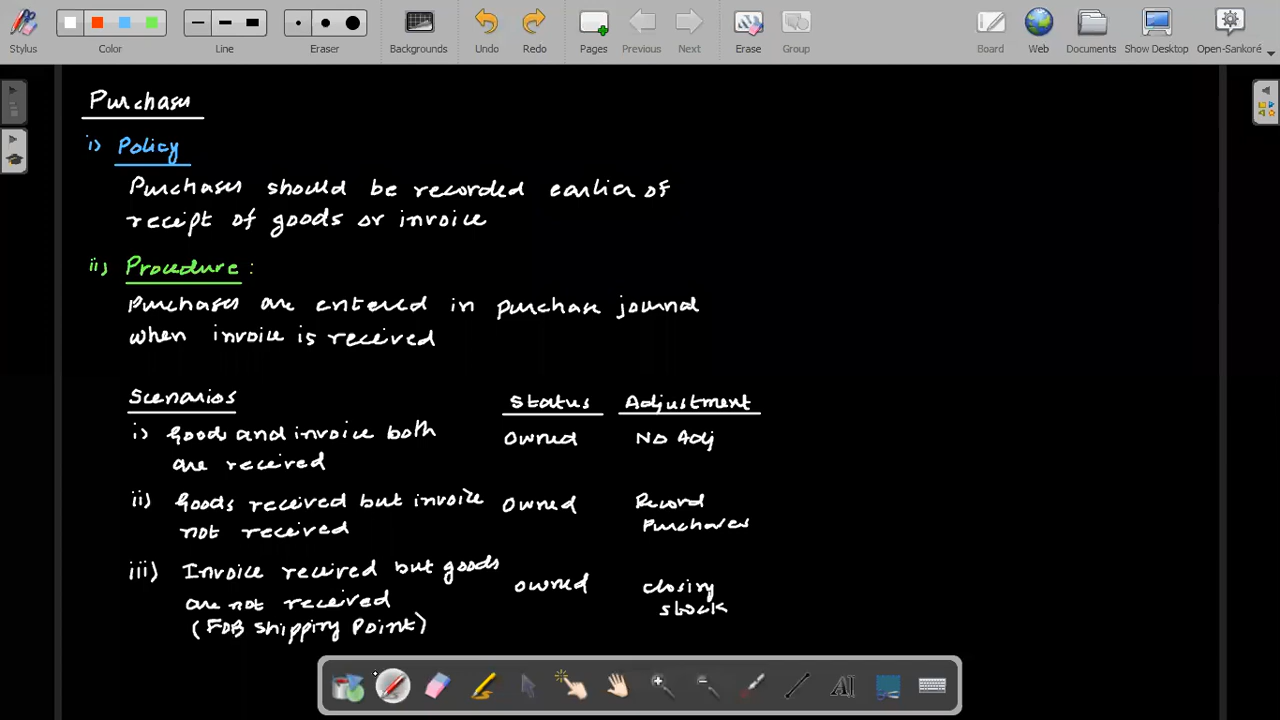 Stylus Color Line Eraser Backgrounds Undo Redo Pages Previous Next Erase Group Board Web Documents Show Desktop Open-Sankoré
Purchase
i) Policy
Purchases should be recorded earlier of
receipt of goods or invoice
ii) Procedure :
Purchases are entered in purchase journal
when invoice is received
Scenarios Status Adjustment
i) Goods and invoice both Owned No Adj
are received
ii) Goods received but invoice Owned Record
not received Purchases
iii) Invoice received but goods owned closing
are not received stock
(FOB Shipping Point)